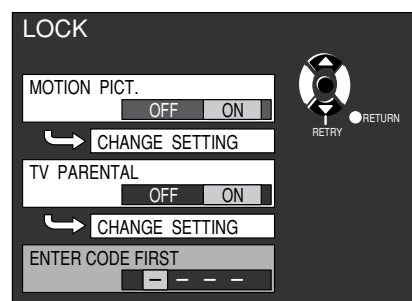 LOCK
MOTION PICT.
OFF ON
CHANGE SETTING
TV PARENTAL
OFF ON
CHANGE SETTING
ENTER CODE FIRST
– – – –
RETRY
RETURN